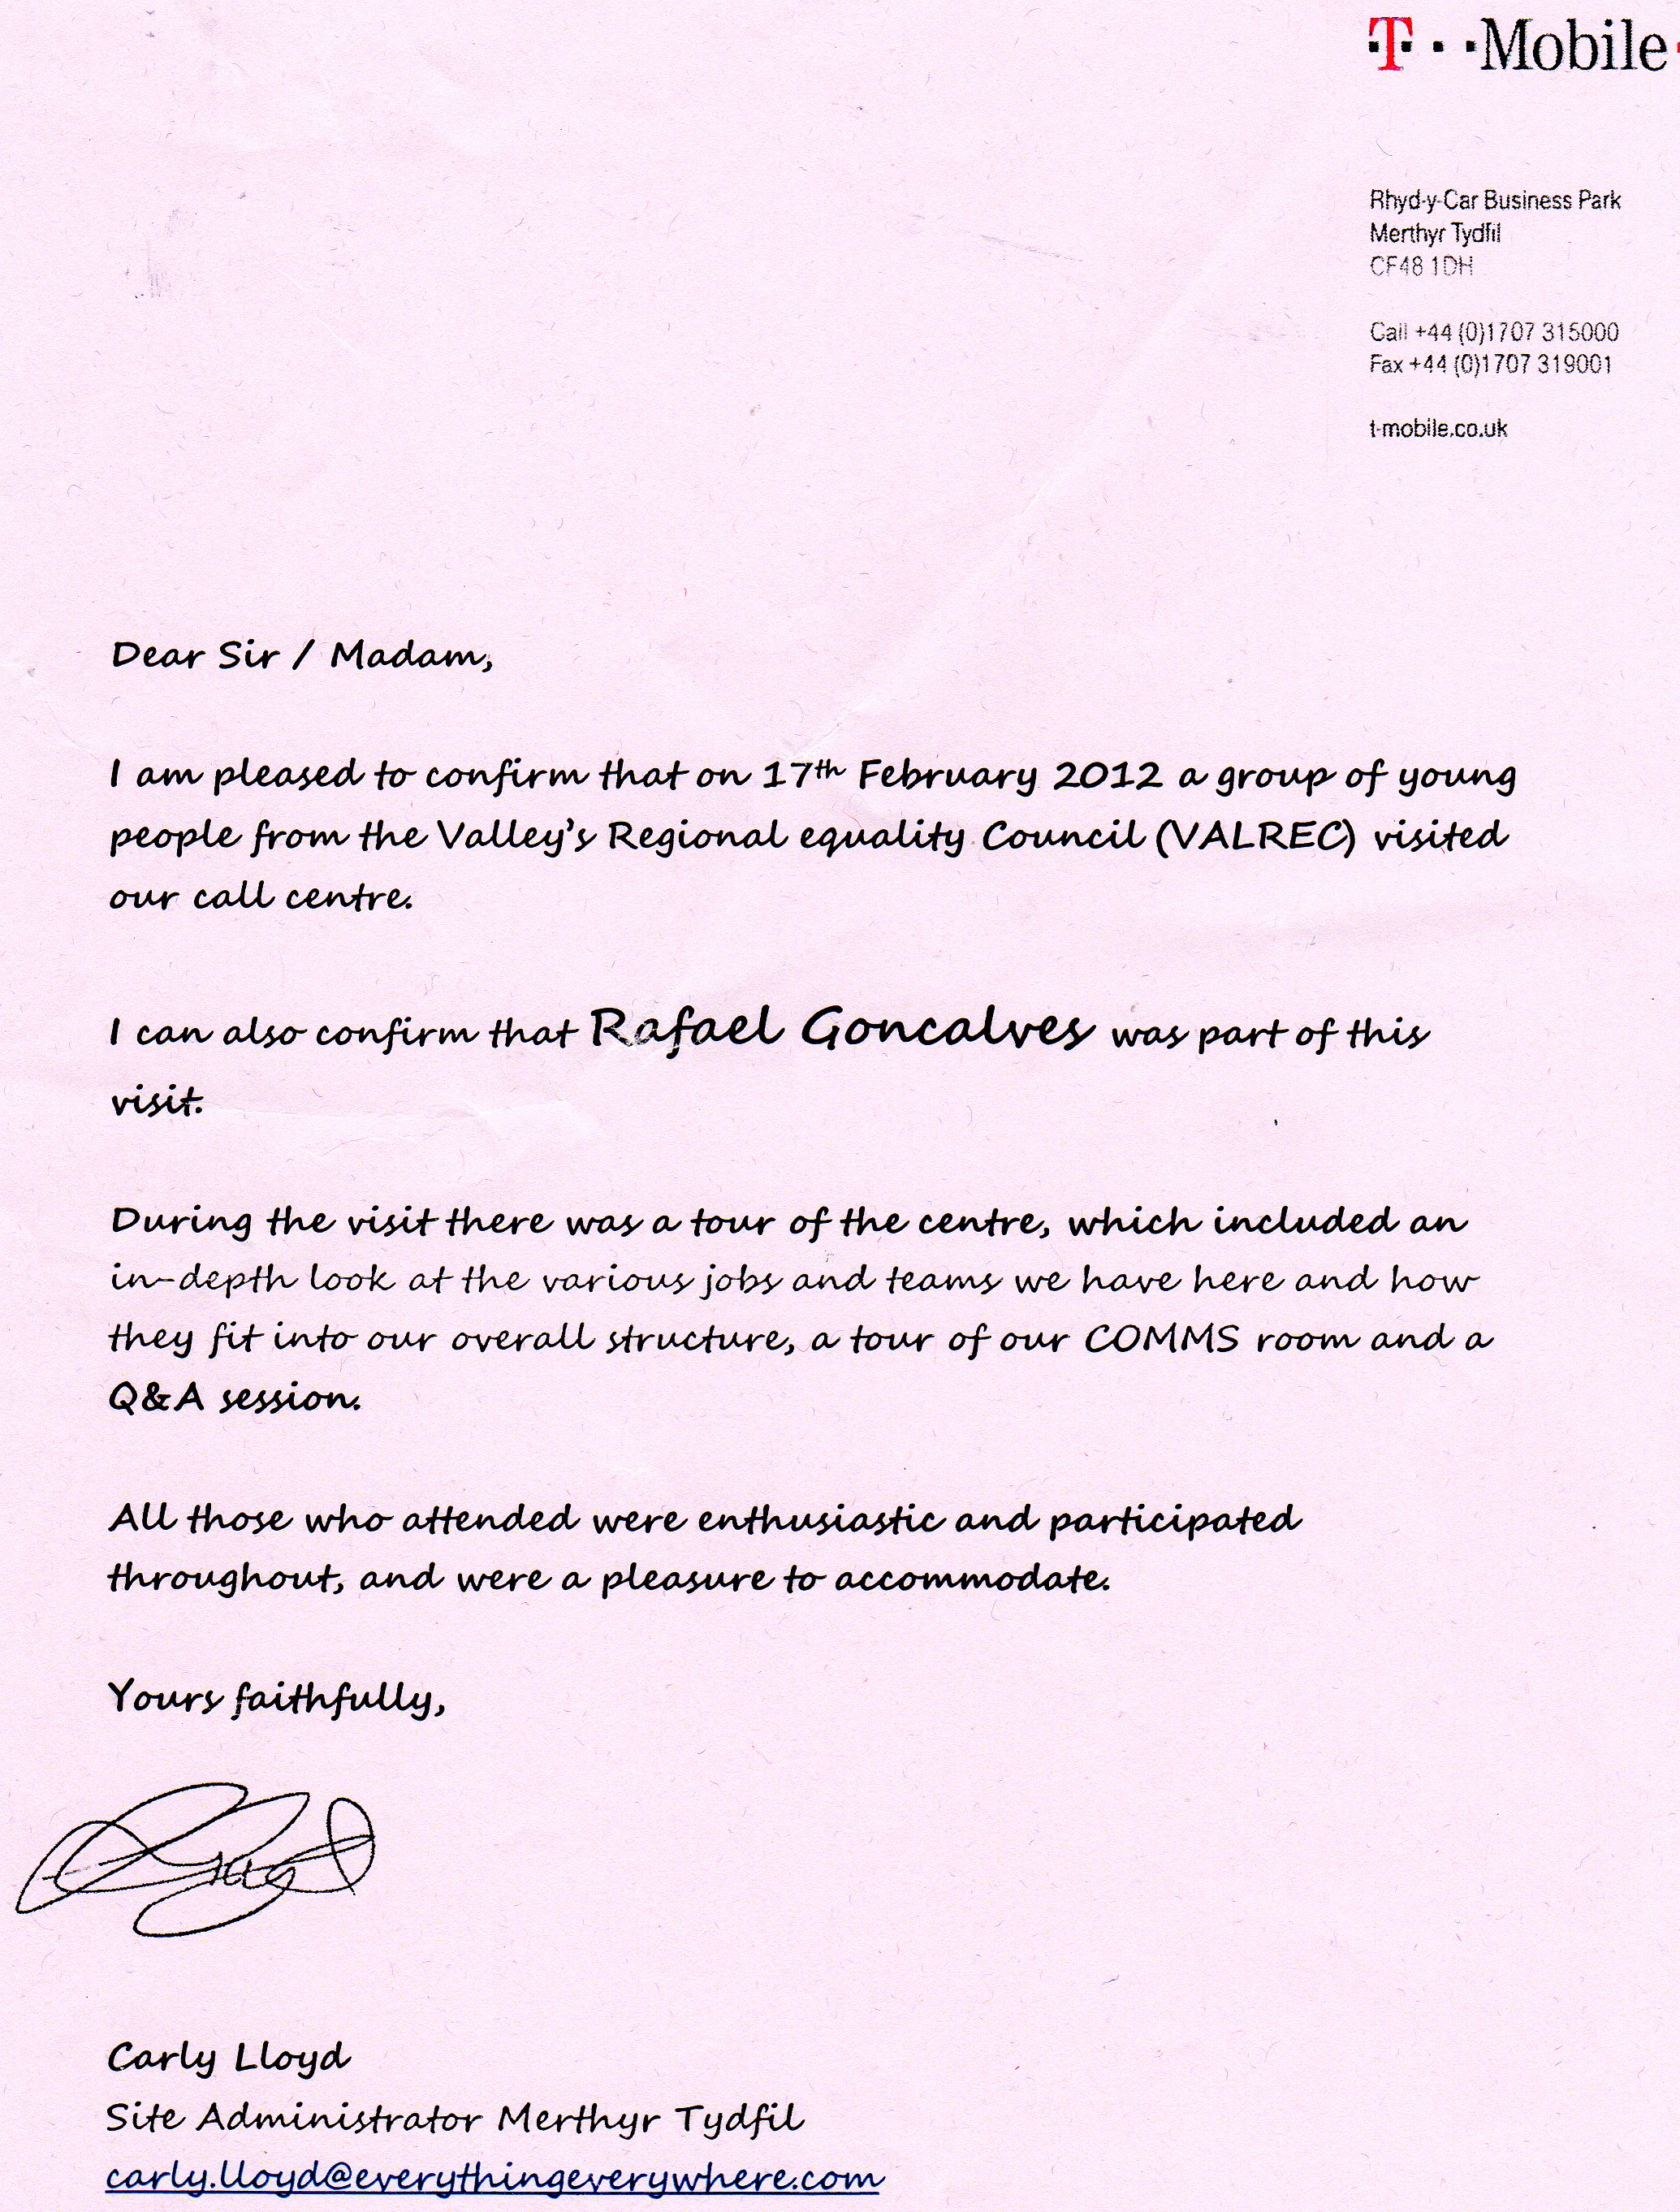 T··Mobile
Rhyd-y-Car Business Park
Merthyr Tydfil
CF48 1DH
Call +44 (0)1707 315000
Fax +44 (0)1707 319001
t-mobile.co.uk
Dear Sir / Madam,
I am pleased to confirm that on 17th February 2012 a group of young
people from the Valley's Regional equality Council (VALREC) visited
our call centre.
I can also confirm that Rafael Goncalves was part of this
visit.
During the visit there was a tour of the centre, which included an
in-depth look at the various jobs and teams we have here and how
they fit into our overall structure, a tour of our COMMS room and a
Q&A session.
All those who attended were enthusiastic and participated
throughout, and were a pleasure to accommodate.
Yours faithfully,
Carly Lloyd
Site Administrator Merthyr Tydfil
carly.lloyd@everythingeverywhere.com